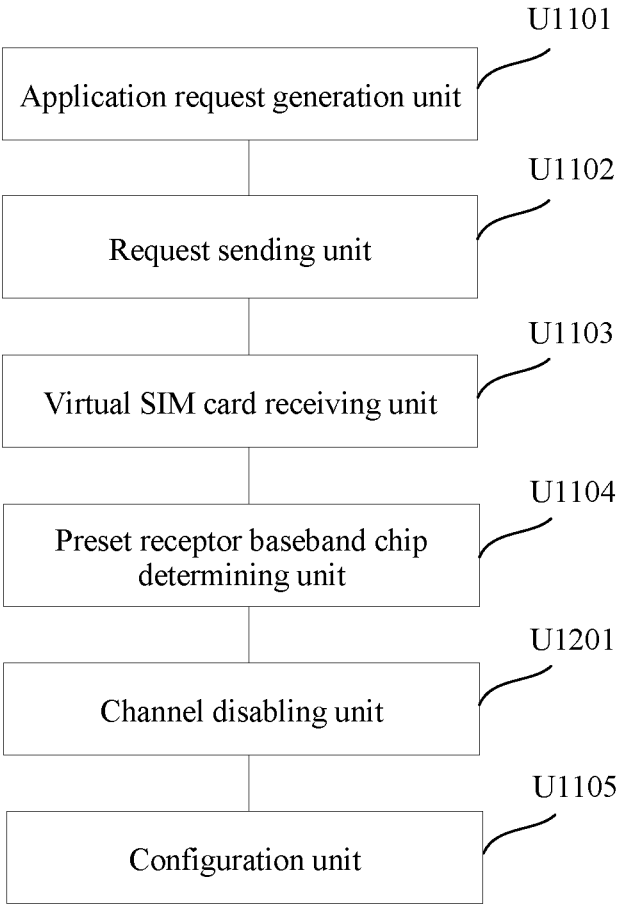 U1101
Application request generation unit
U1102
Request sending unit
U1103
Virtual SIM card receiving unit
U1104
Preset receptor baseband chip
determining unit
U1201
Channel disabling unit
U1105
Configuration unit